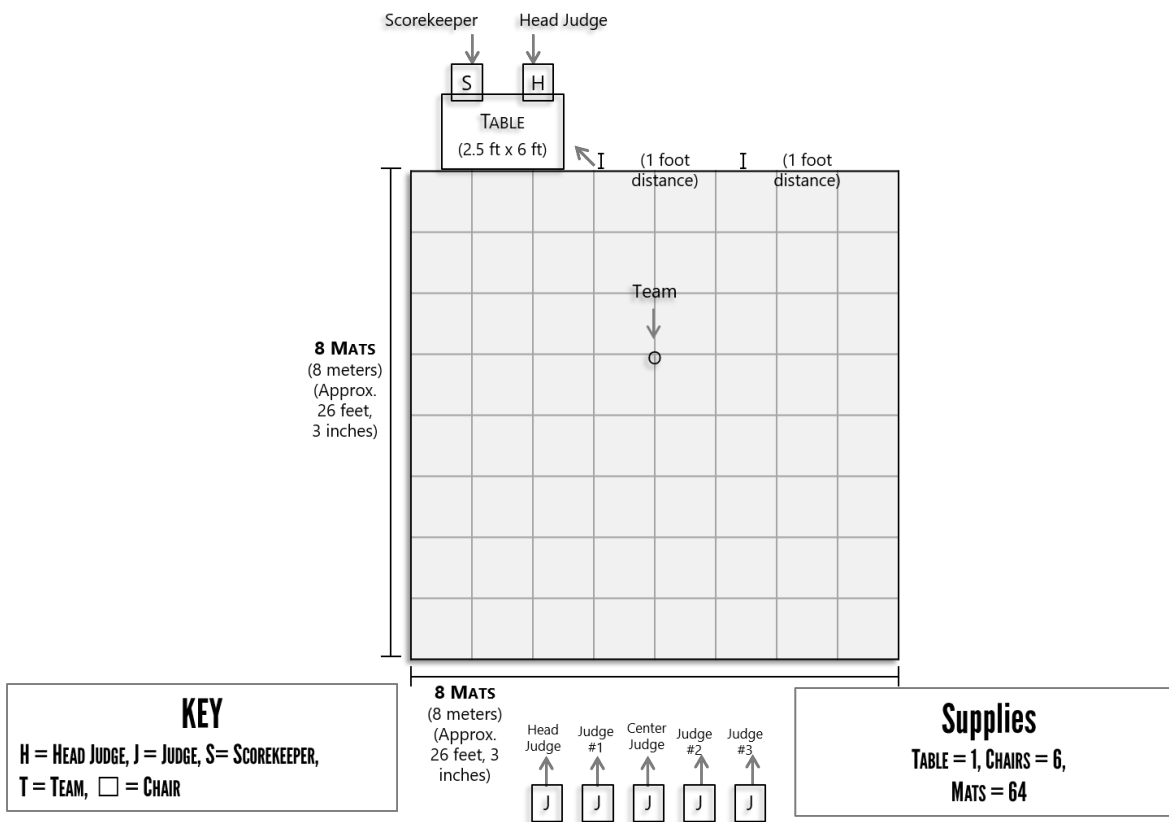 Scorekeeper
Head Judge
S
H
TABLE
(2.5 ft x 6 ft)
(1 foot
distance)
(1 foot
distance)
Team
8 MATS
(8 meters)
(Approx.
26 feet,
3 inches)
8 MATS
(8 meters)
(Approx.
26 feet, 3
inches)
Head
Judge
Judge
#1
Center
Judge
Judge
#2
Judge
#3
J
J
J
J
J
KEY
H = HEAD JUDGE, J = JUDGE, S= SCOREKEEPER,
T = TEAM, □ = CHAIR
Supplies
TABLE = 1, CHAIRS = 6,
MATS = 64